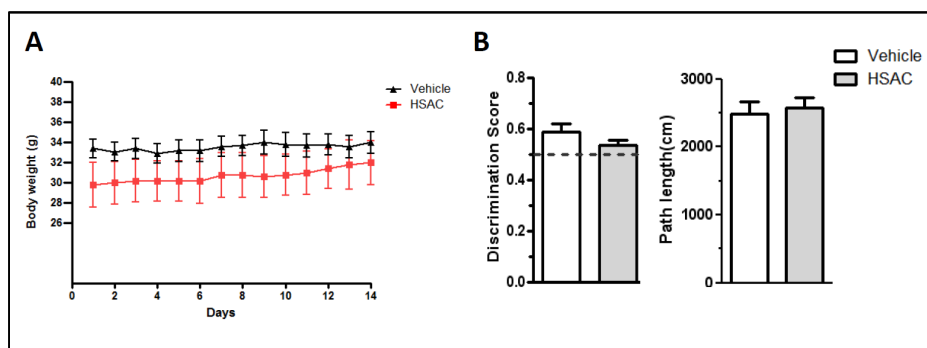 A
40
38
36
34
32
30
28
26
Body weight (g)
0
2
4
6
8
10
12
14
Days
Vehicle
HSAC
B
0.8
0.6
0.4
0.2
0.0
Discrimination Score
3000
2000
1000
0
Path length(cm)
Vehicle
HSAC